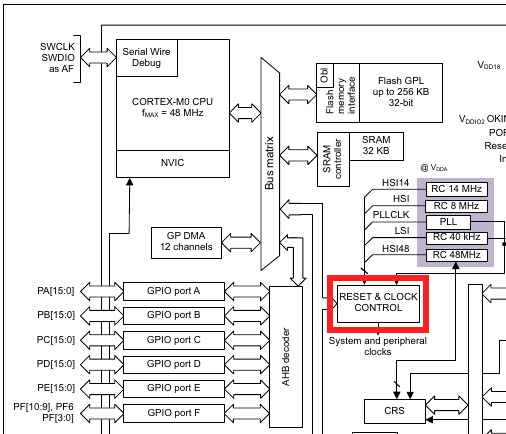 SWCLK
SWDIO
as AF
Serial Wire
Debug
CORTEX-M0 CPU
fMAX = 48 MHz
NVIC
Bus matrix
Obl
Flash
memory
interface
Flash GPL
up to 256 KB
32-bit
SRAM
controller
SRAM
32 KB
VDD18
VDDIO2 OKIN
POR
Rese
In
@ VDDA
HSI14
RC 14 MHz
HSI
RC 8 MHz
PLLCLK
PLL
LSI
RC 40 kHz
HSI48
RC 48MHz
GP DMA
12 channels
RESET & CLOCK
CONTROL
System and peripheral
clocks
PA[15:0]
GPIO port A
PB[15:0]
GPIO port B
PC[15:0]
GPIO port C
PD[15:0]
GPIO port D
PE[15:0]
GPIO port E
PF[10:9], PF6
PF[3:0]
GPIO port F
AHB decoder
CRS